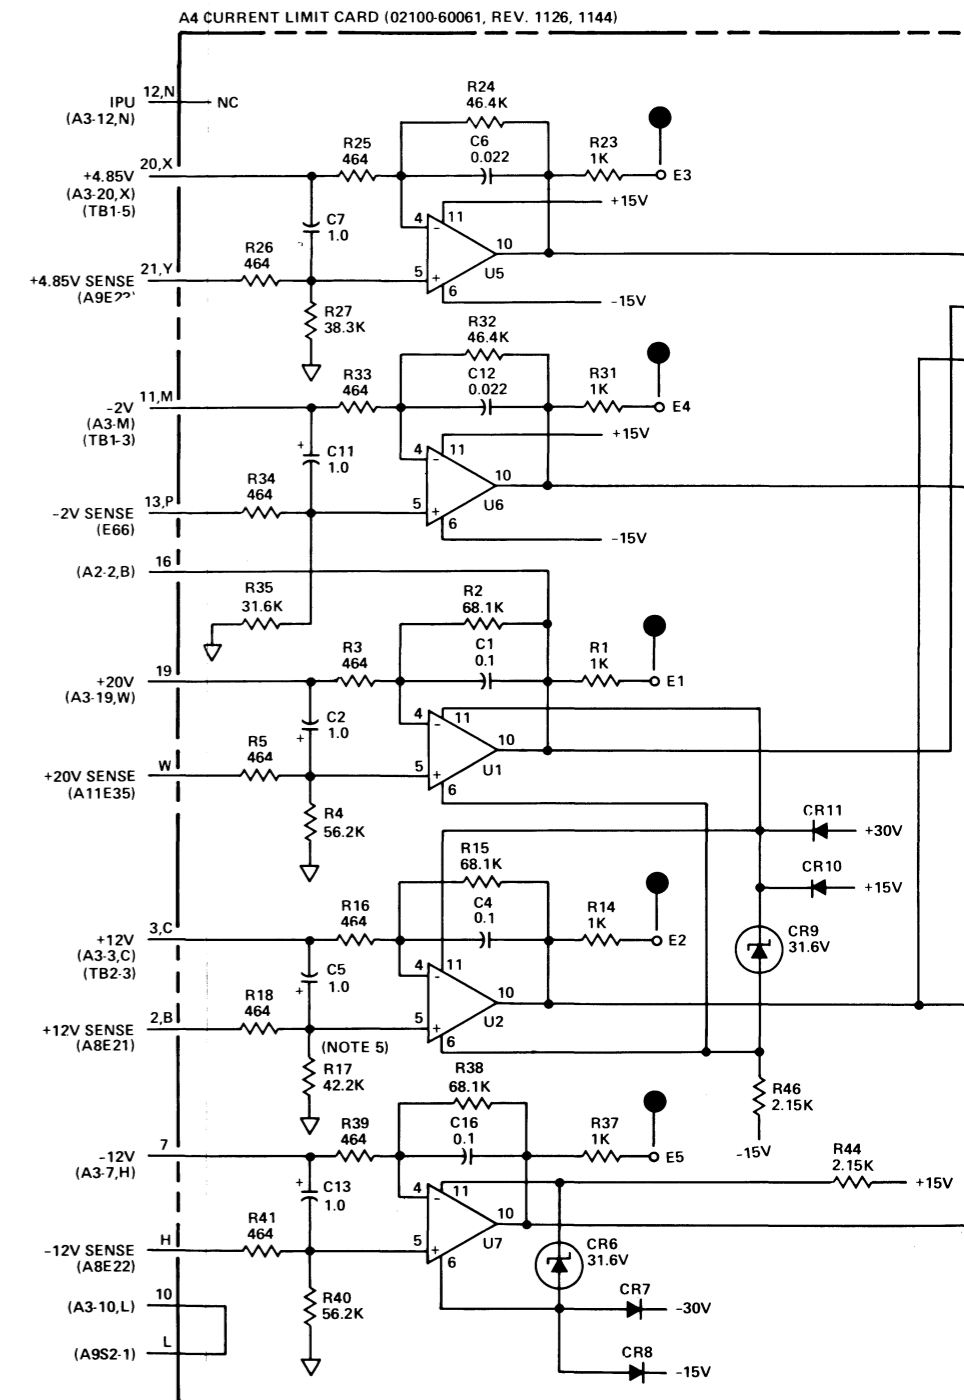 A4 CURRENT LIMIT CARD (02100-60061, REV. 1126, 1144)
IPU
(A3-12,N)
12,N
NC
R24
46.4K
R25
464
C6
0.022
R23
1K
E3
+4.85V
(A3-20,X)
(TB1-5)
20,X
+15V
C7
1.0
4
-
11
10
R26
464
+4.85V SENSE
21,Y
5
+
6
U5
R27
38.3K
-15V
R32
46.4K
R33
464
C12
0.022
R31
1K
E4
-2V
(A3-M)
(TB1-3)
11,M
+15V
+
C11
1.0
4
-
11
10
R34
464
-2V SENSE
(E66)
13,P
5
+
6
U6
-15V
(A2-2,B)
16
R35
31.6K
R2
68.1K
R3
464
C1
0.1
R1
1K
E1
+20V
(A3-19,W)
19
C2
1.0
+
4
-
11
10
R5
464
+20V SENSE
(A11E35)
W
5
+
6
U1
R4
56.2K
CR11
+30V
R15
68.1K
CR10
+15V
R16
464
C4
0.1
R14
1K
E2
CR9
31.6V
+12V
(A3-3,C)
(TB2-3)
3,C
C5
1.0
+
4
-
11
10
R18
464
+12V SENSE
(A8E21)
2,B
5
+
6
U2
(NOTE 5)
R17
42.2K
R46
2.15K
-15V
R38
68.1K
R39
464
C16
0.1
R37
1K
E5
-12V
(A3-7,H)
7
R44
2.15K
+15V
+
C13
1.0
4
-
11
10
R41
464
-12V SENSE
(A8E22)
H
5
+
6
U7
CR6
31.6V
R40
56.2K
CR7
-30V
(A3-10,L)
10
(A9S2-1)
L
CR8
-15V